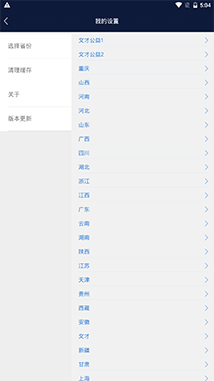 5:04
我的设置
选择省份
清理缓存
关于
版本更新
文才公益1
文才公益2
重庆
山西
河南
河北
山东
广西
四川
湖北
浙江
江西
广东
云南
湖南
陕西
江苏
天津
贵州
西藏
安徽
文才
新疆
甘肃
上海